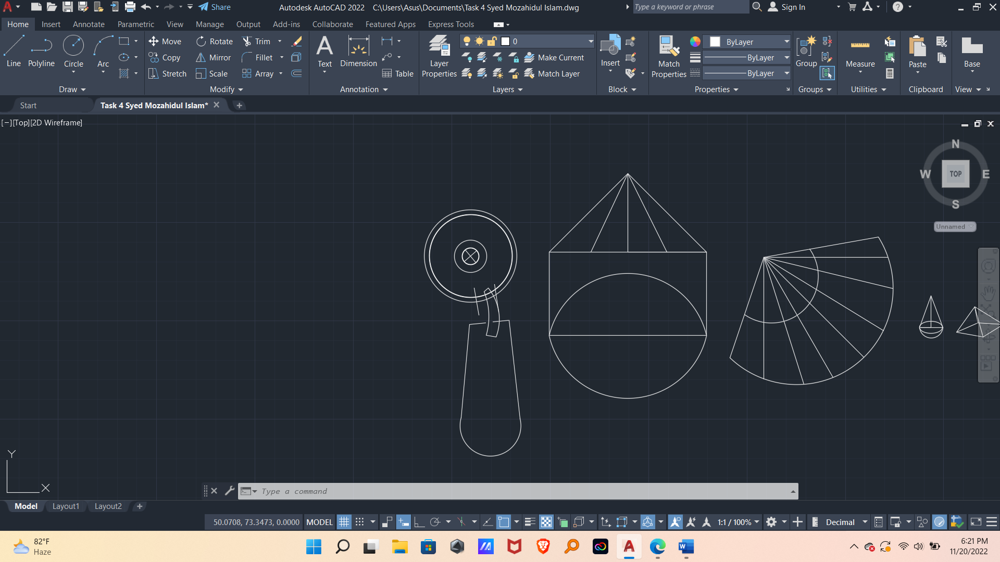 Share
Autodesk AutoCAD 2022 C:\Users\Asus\Documents\Task 4 Syed Mozahidul Islam.dwg
Type a keyword or phrase
Sign In
Home Insert Annotate Parametric View Manage Output Add-ins Collaborate Featured Apps Express Tools
Line Polyline Circle Arc
Draw
Move Rotate Trim
Copy Mirror Fillet
Stretch Scale Array
Modify
Text Dimension Table
Annotation
Layer Properties
0
Make Current
Match Layer
Layers
Insert
Block
Match Properties
ByLayer
ByLayer
ByLayer
Properties
Group
Groups
Measure
Utilities
Paste
Clipboard
Base
View
Start Task 4 Syed Mozahidul Islam*
[−][Top][2D Wireframe]
N
W TOP E
S
Unnamed
Y
X
Type a command
Model Layout1 Layout2
50.0708, 73.3473, 0.0000 MODEL 1:1 / 100% Decimal
82°F
Haze
6:21 PM
11/20/2022